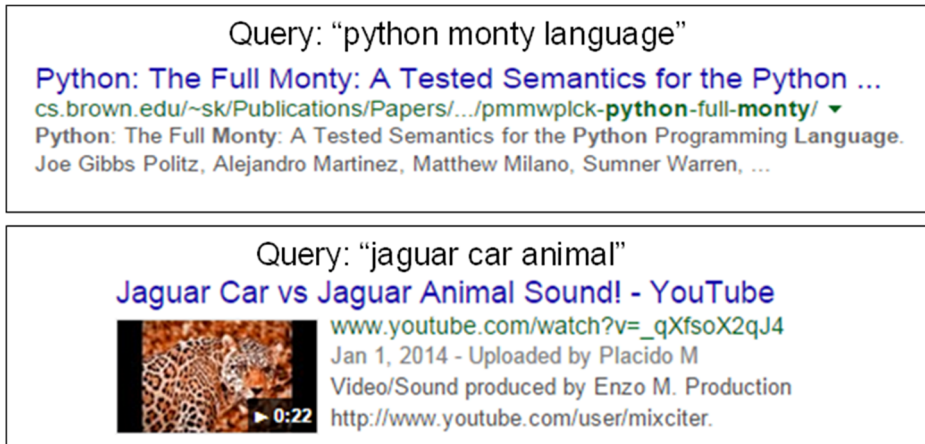 Query: “python monty language”
Python: The Full Monty: A Tested Semantics for the Python ...
cs.brown.edu/~sk/Publications/Papers/.../pmmwplck-python-full-monty/
Python: The Full Monty: A Tested Semantics for the Python Programming Language.
Joe Gibbs Politz, Alejandro Martinez, Matthew Milano, Sumner Warren, ...
Query: “jaguar car animal”
Jaguar Car vs Jaguar Animal Sound! - YouTube
www.youtube.com/watch?v=_qXfsoX2qJ4
Jan 1, 2014 - Uploaded by Placido M
Video/Sound produced by Enzo M. Production
0:22
http://www.youtube.com/user/mixciter.